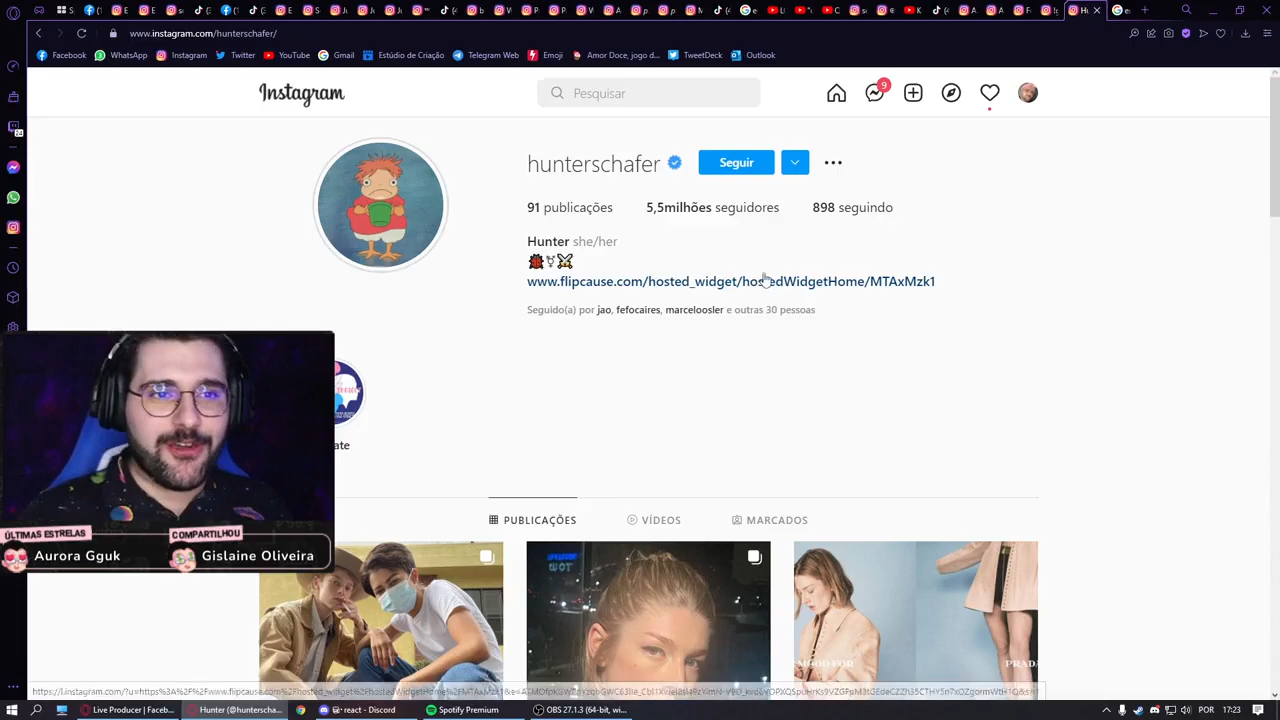 www.instagram.com/hunterschafer/
Facebook WhatsApp Instagram Twitter YouTube Gmail Estúdio de Criação Telegram Web Emoji Amor Doce, jogo d... TweetDeck Outlook
Instagram
Pesquisar
9
24
hunterschafer
Seguir
91 publicações 5,5milhões seguidores 898 seguindo
Hunter she/her
www.flipcause.com/hosted_widget/hostedWidgetHome/MTAxMzk1
Seguido(a) por jao, fefocaires, marceloosler e outras 30 pessoas
ate
PUBLICAÇÕES VÍDEOS MARCADOS
ÚLTIMAS ESTRELAS COMPARTILHOU
Aurora Gguk Gislaine Oliveira
MOOD FOR PRADA
Live Producer | Faceb... Hunter (@huntersch... react - Discord Spotify Premium OBS 27.1.3 (64-bit, wi...
POR 17:23